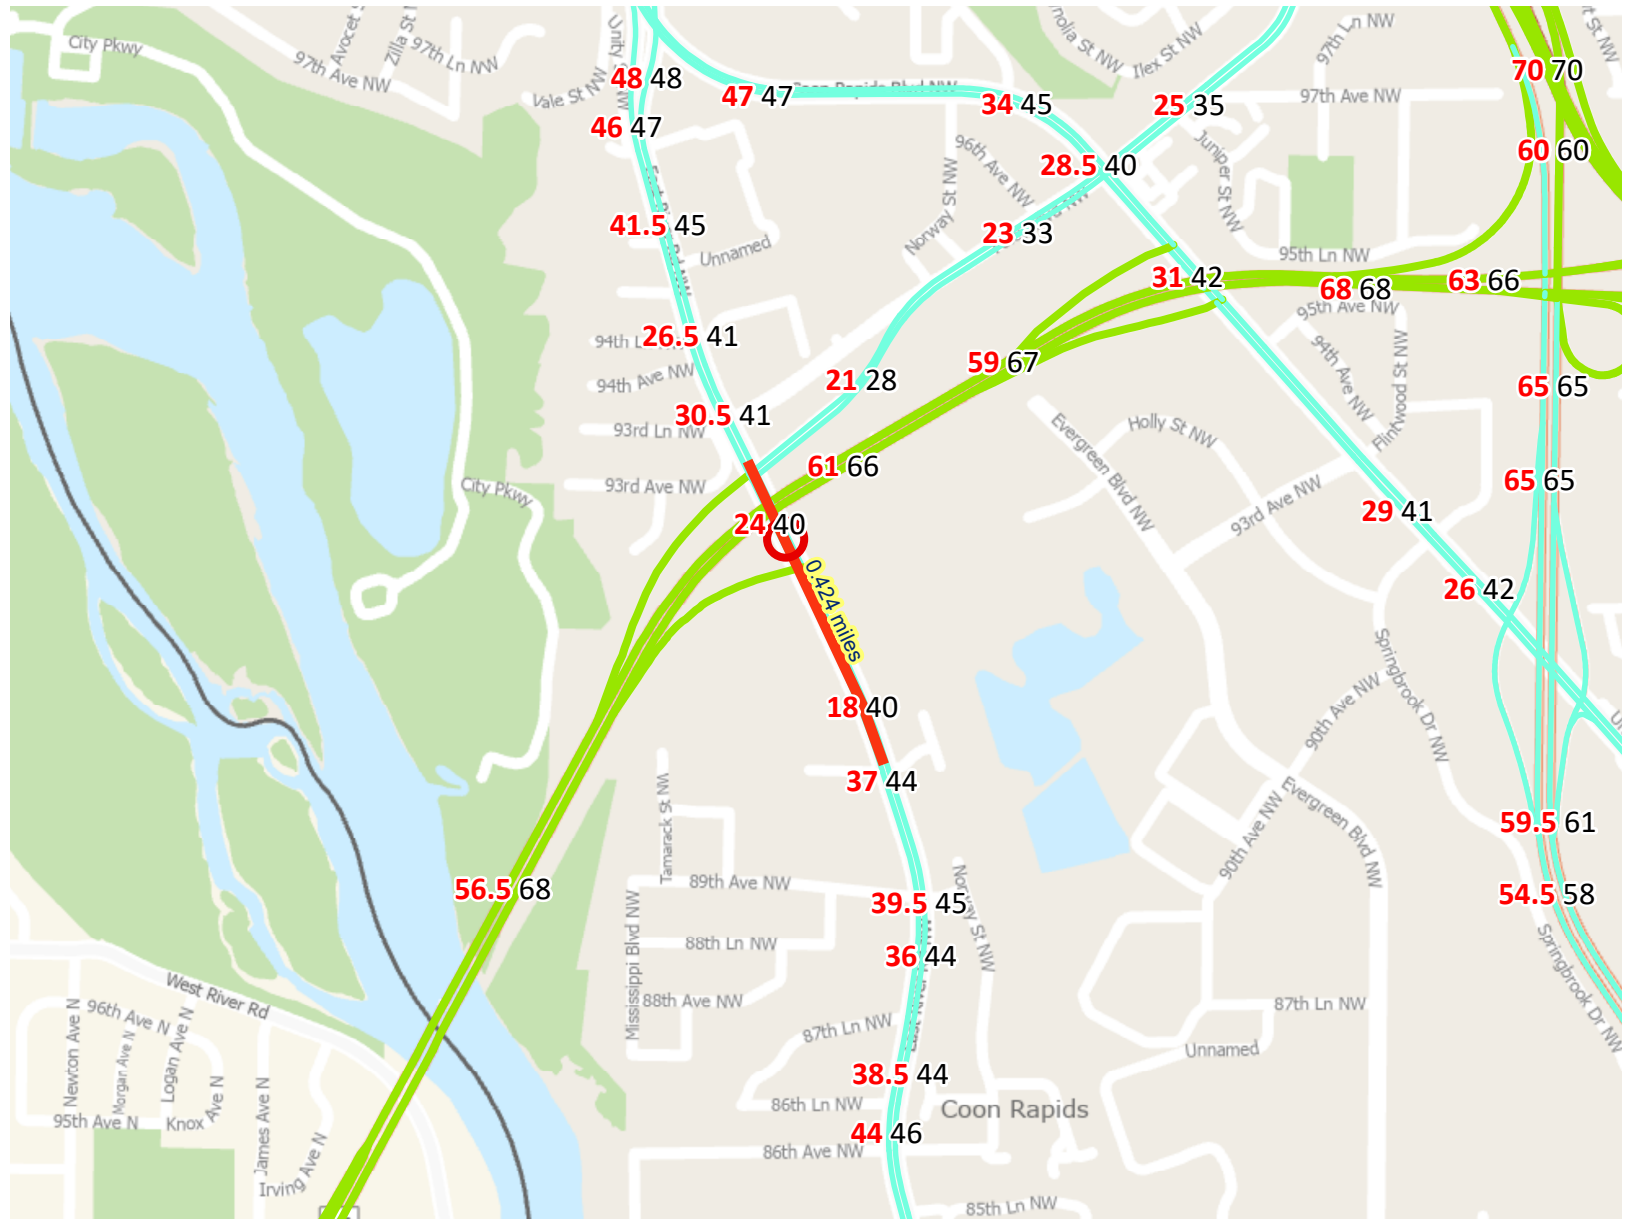 City Pkwy
97th Ave NW
Avocet S
Zilla St N
97th Ln NW
Vale St NW
Unity
48 48
46 47
47 47
Coon Rapids Blvd NW
34 45
Ilex St NW
25 35
97th Ln NW
97th Ave NW
70 70
60 60
28.5 40
96th Ave NW
Juniper St NW
Norway St NW
41.5 45
Unnamed
23 33
95th Ln NW
31 42
68 68
63 66
95th Ave NW
94th L
26.5 41
94th Ave NW
59 67
21 28
94th Ave NW
Flintwood St NW
65 65
30.5 41
93rd Ln NW
Holly St NW
Evergreen Blvd NW
61 66
93rd Ave NW
City Pkwy
65 65
93rd Ave NW
29 41
24 40
0.424 miles
26 42
Springbrook Dr NW
18 40
90th Ave NW
37 44
Tamarack St NW
Evergreen Blvd NW
90th Ave NW
59.5 61
56.5 68
89th Ave NW
39.5 45
Norway St NW
54.5 58
Mississippi Blvd NW
88th Ln NW
36 44
Springbrook Dr NW
West River Rd
88th Ave NW
87th Ln NW
87th Ln NW
96th Ave N
Newton Ave N
Morgan Ave N
Logan Ave N
Unnamed
38.5 44
86th Ln NW
Coon Rapids
95th Ave N
Knox
Ave N
James Ave N
44 46
86th Ave NW
Irving Ave N
85th Ln NW